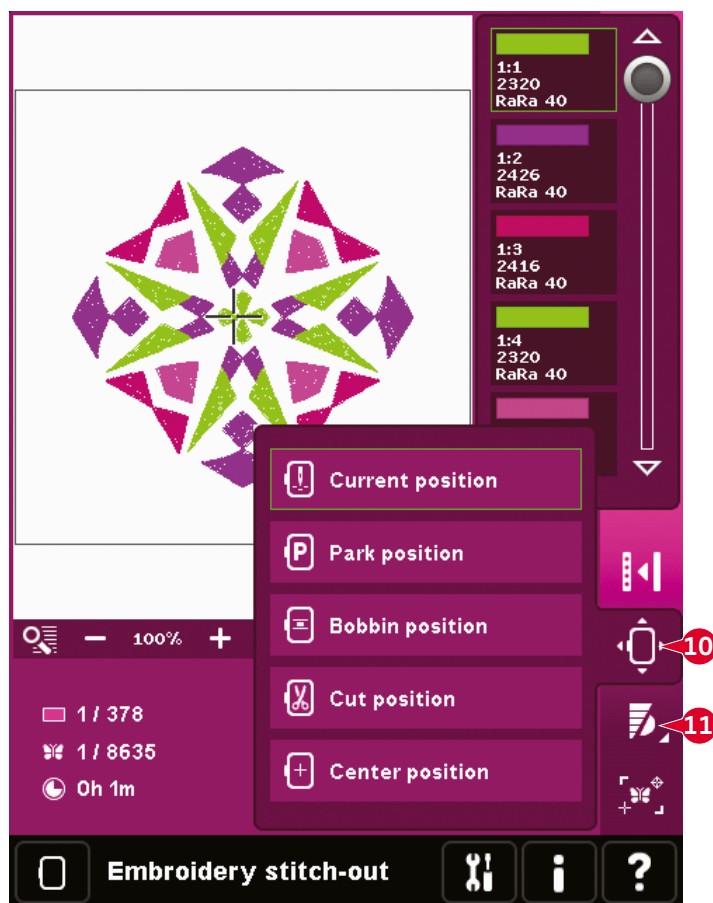 1:1
2320
RaRa 40
1:2
2426
RaRa 40
1:3
2416
RaRa 40
1:4
2320
RaRa 40
Current position
P Park position
Bobbin position
Cut position
Center position
100%
10
11
1 / 378
1 / 8635
0h 1m
Embroidery stitch-out
i
?